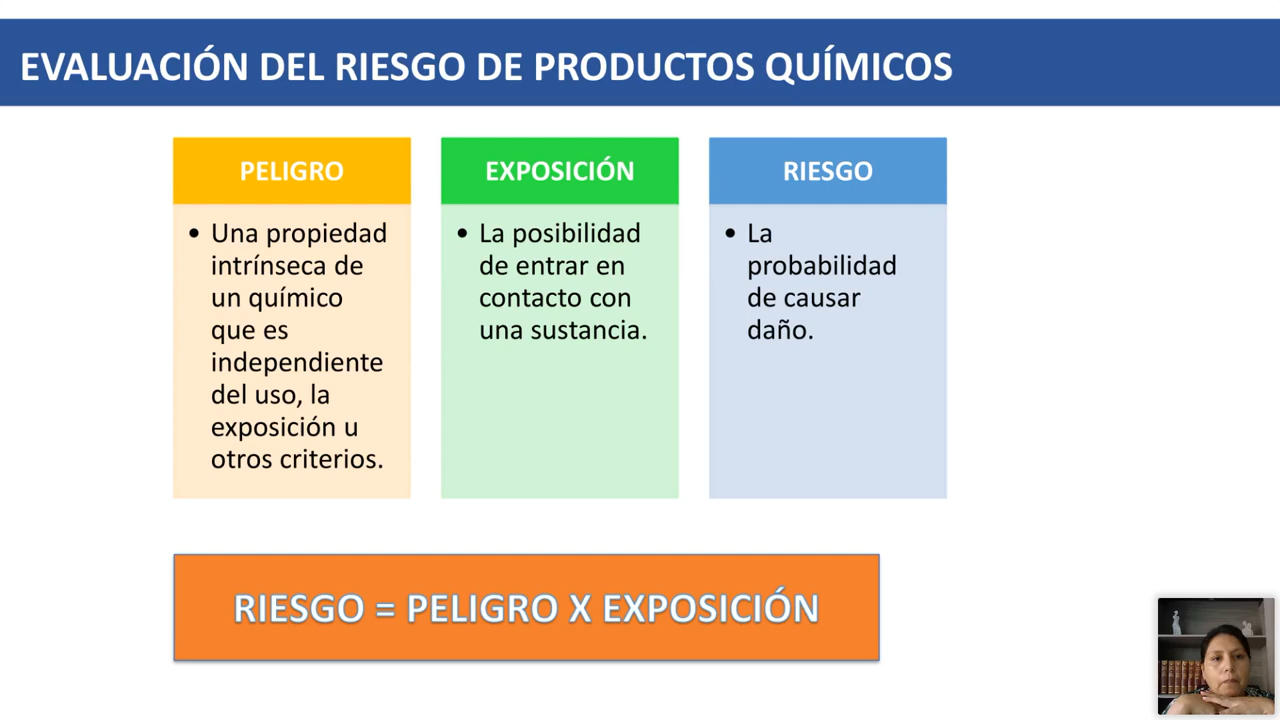 EVALUACIÓN DEL RIESGO DE PRODUCTOS QUÍMICOS
PELIGRO
• Una propiedad
intrínseca de
un químico
que es
independiente
del uso, la
exposición u
otros criterios.
EXPOSICIÓN
• La posibilidad
de entrar en
contacto con
una sustancia.
RIESGO
• La
probabilidad
de causar
daño.
RIESGO = PELIGRO X EXPOSICIÓN